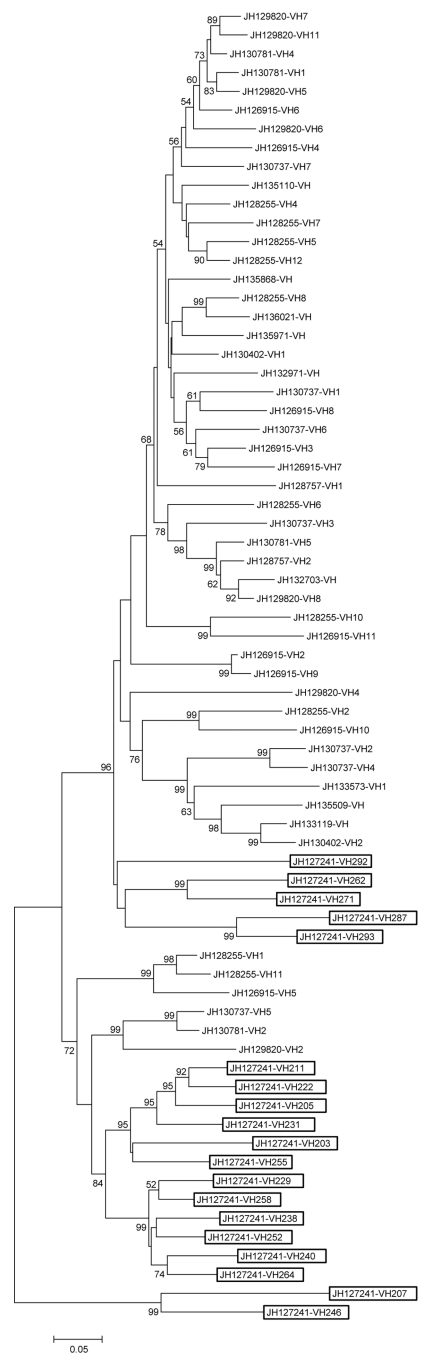 89
JH129820-VH7
JH129820-VH11
73
JH130781-VH4
60
JH130781-VH1
83
JH129820-VH5
54
JH126915-VH6
JH129820-VH6
56
JH126915-VH4
JH130737-VH7
JH135110-VH
JH128255-VH4
JH128255-VH7
54
JH128255-VH5
90
JH128255-VH12
JH135868-VH
99
JH128255-VH8
JH136021-VH
JH135971-VH
JH130402-VH1
JH132971-VH
61
JH130737-VH1
JH126915-VH8
56
JH130737-VH6
68
61
JH126915-VH3
79
JH126915-VH7
JH128757-VH1
JH128255-VH6
78
JH130737-VH3
98
JH130781-VH5
99
JH128757-VH2
62
JH132703-VH
92
JH129820-VH8
JH128255-VH10
99
JH126915-VH11
JH126915-VH2
99
JH126915-VH9
JH129820-VH4
99
JH128255-VH2
JH126915-VH10
76
99
JH130737-VH2
96
JH130737-VH4
99
JH133573-VH1
63
JH135509-VH
98
JH133119-VH
99
JH130402-VH2
JH127241-VH292
99
JH127241-VH262
JH127241-VH271
JH127241-VH287
99
JH127241-VH293
98
JH128255-VH1
99
JH128255-VH11
JH126915-VH5
99
JH130737-VH5
99
JH130781-VH2
72
JH129820-VH2
92
JH127241-VH211
95
JH127241-VH222
95
JH127241-VH205
95
JH127241-VH231
JH127241-VH203
JH127241-VH255
84
52
JH127241-VH229
JH127241-VH258
99
JH127241-VH238
JH127241-VH252
JH127241-VH240
74
JH127241-VH264
JH127241-VH207
99
JH127241-VH246
0.05